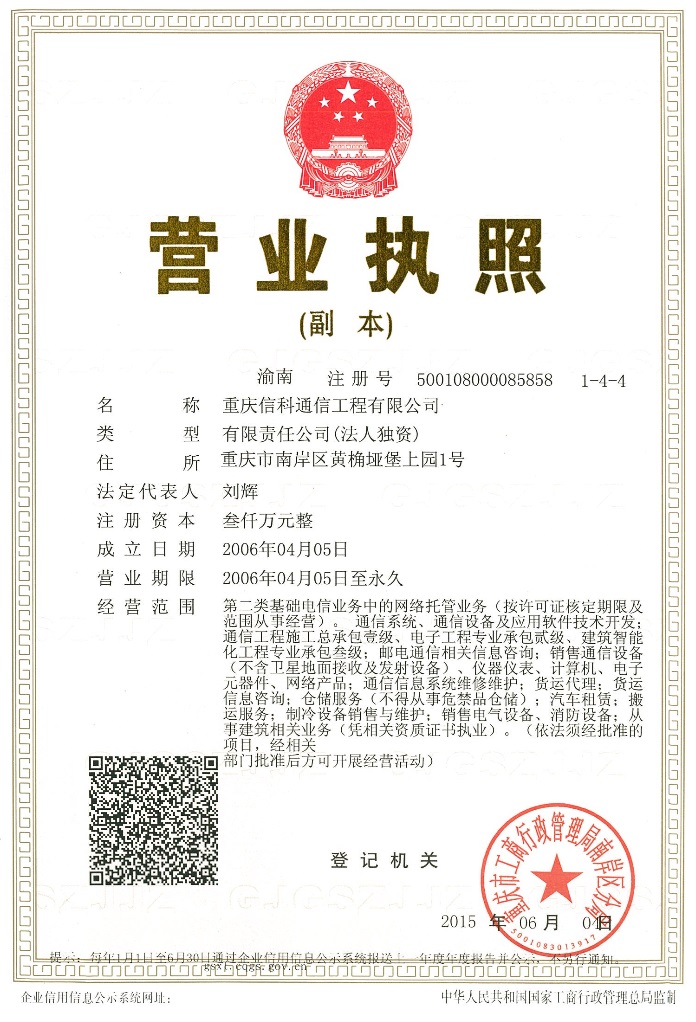 营业执照
(副 本)
渝南 注册号 500108000085858 1-4-4
名称 重庆信科通信工程有限公司
类型 有限责任公司(法人独资)
住所 重庆市南岸区黄桷垭堡上园1号
法定代表人 刘辉
注册资本 叁仟万元整
成立日期 2006年04月05日
营业期限 2006年04月05日至永久
经营范围 第二类基础电信业务中的网络托管业务（按许可证核定期限及
范围从事经营）。 通信系统、通信设备及应用软件技术开发；
通信工程施工总承包壹级、电子工程专业承包贰级、建筑智能
化工程专业承包叁级；邮电通信相关信息咨询；销售通信设备
（不含卫星地面接收及发射设备）、仪器仪表、计算机、电子
元器件、网络产品；通信信息系统维修维护；货运代理；货运
信息咨询；仓储服务（不得从事危禁品仓储）；汽车租赁；搬
运服务；制冷设备销售与维护；销售电气设备、消防设备；从
事建筑相关业务（凭相关资质证书执业）。（依法须经批准的
项目，经相关
部门批准后方可开展经营活动）
登记机关
重庆市工商行政管理局南岸区分局
5001083013917
2015 年 06 月 04 日
提示：每年1月1日至6月30日通过企业信用信息公示系统报送上一年度年度报告并公示，不另行通知。
gsxt.cqgs.gov.cn
企业信用信息公示系统网址：
中华人民共和国国家工商行政管理总局监制